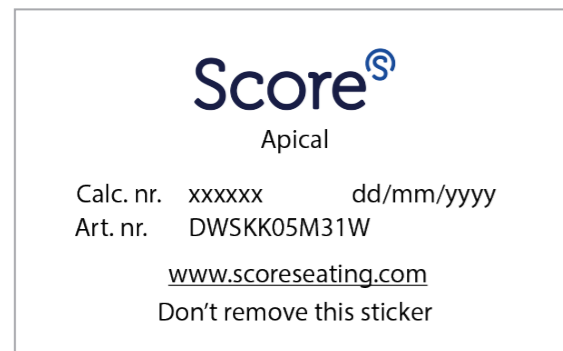 Score S
Apical
Calc. nr. xxxxxx dd/mm/yyyy
Art. nr. DWSKK05M31W
www.scoreseating.com
Don’t remove this sticker